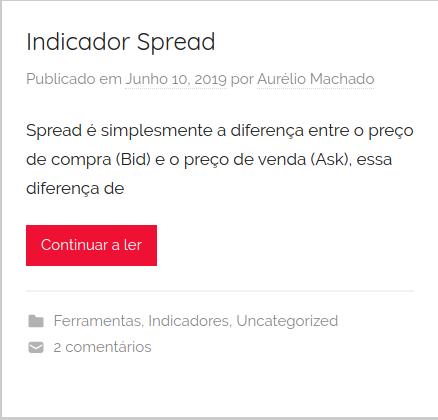 Indicador Spread
Publicado em Junho 10, 2019 por Aurélio Machado
Spread é simplesmente a diferença entre o preço
de compra (Bid) e o preço de venda (Ask), essa
diferença de
Continuar a ler
Ferramentas, Indicadores, Uncategorized
2 comentários